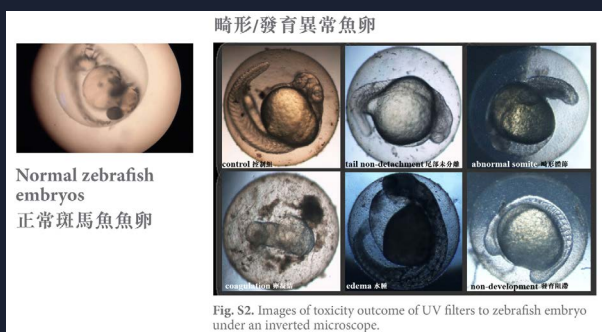 畸形/發育異常魚卵
Normal zebrafish
embryos
正常斑馬魚魚卵
control 控制組
tail non-detachment 尾部未分離
abnormal somite 畸形體節
coagulation 卵凝結
edema 水腫
non-development 發育阻滯
Fig. S2. Images of toxicity outcome of UV filters to zebrafish embryo
under an inverted microscope.